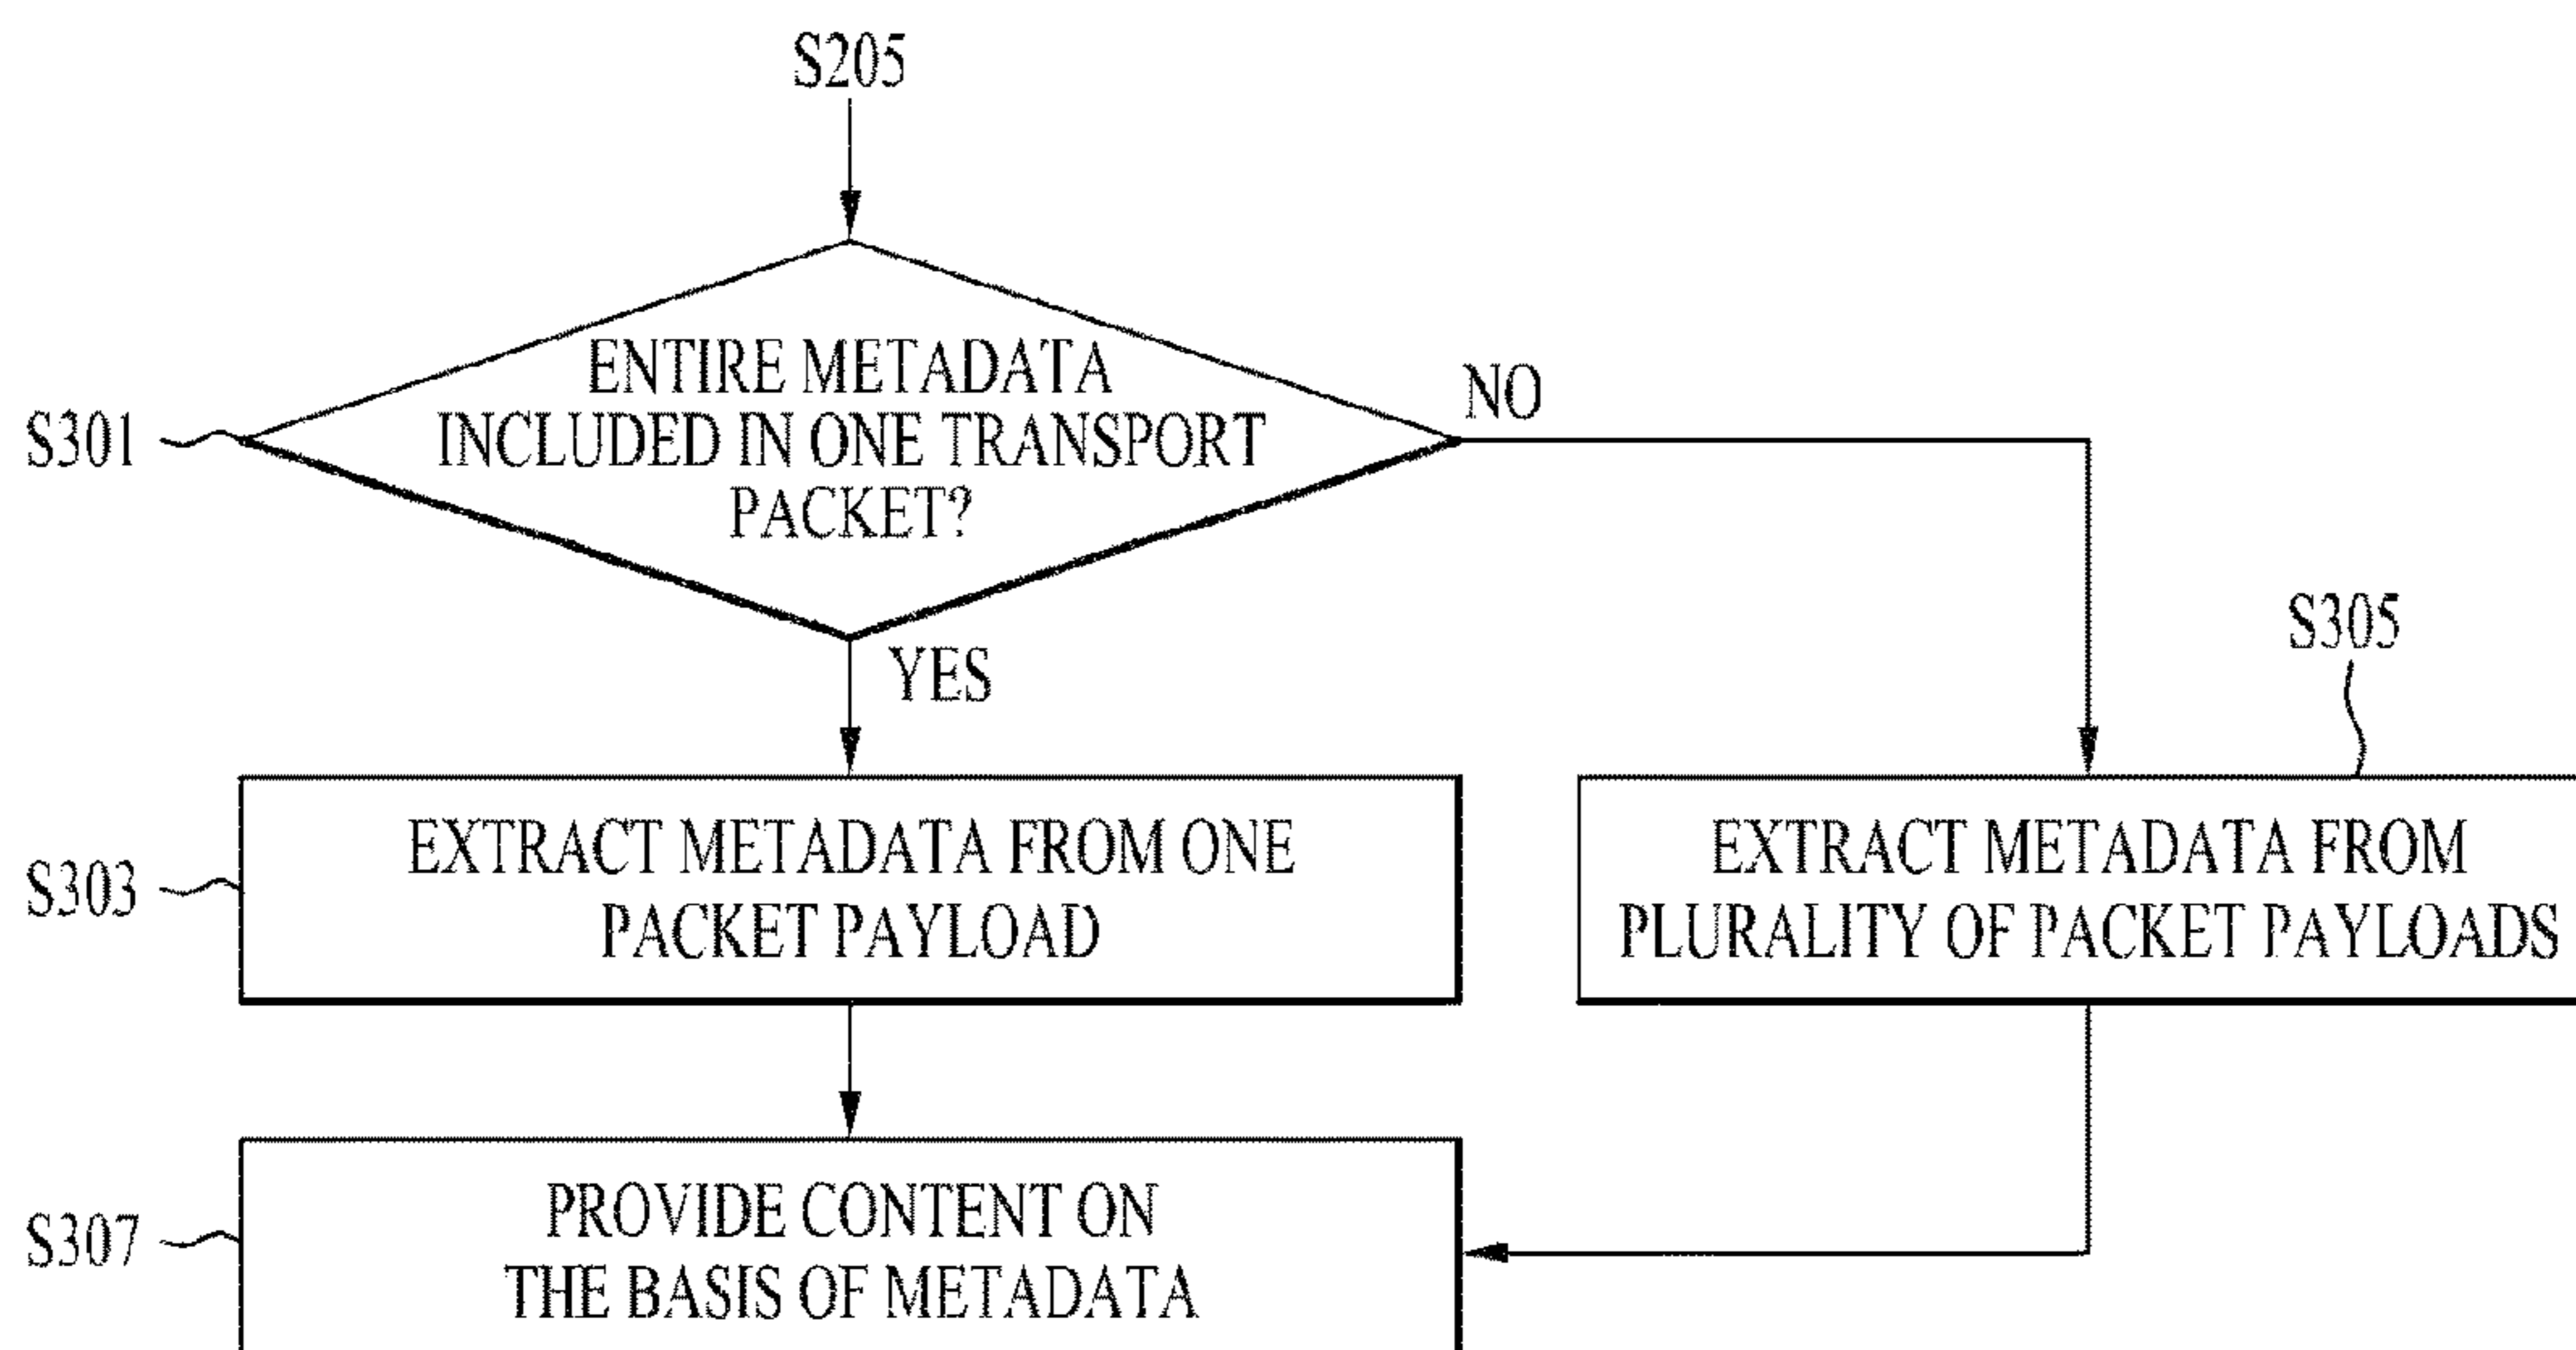 S205
ENTIRE METADATA
INCLUDED IN ONE TRANSPORT
PACKET?
S301
NO
YES
S305
EXTRACT METADATA FROM ONE
PACKET PAYLOAD
S303
EXTRACT METADATA FROM
PLURALITY OF PACKET PAYLOADS
PROVIDE CONTENT ON
THE BASIS OF METADATA
S307